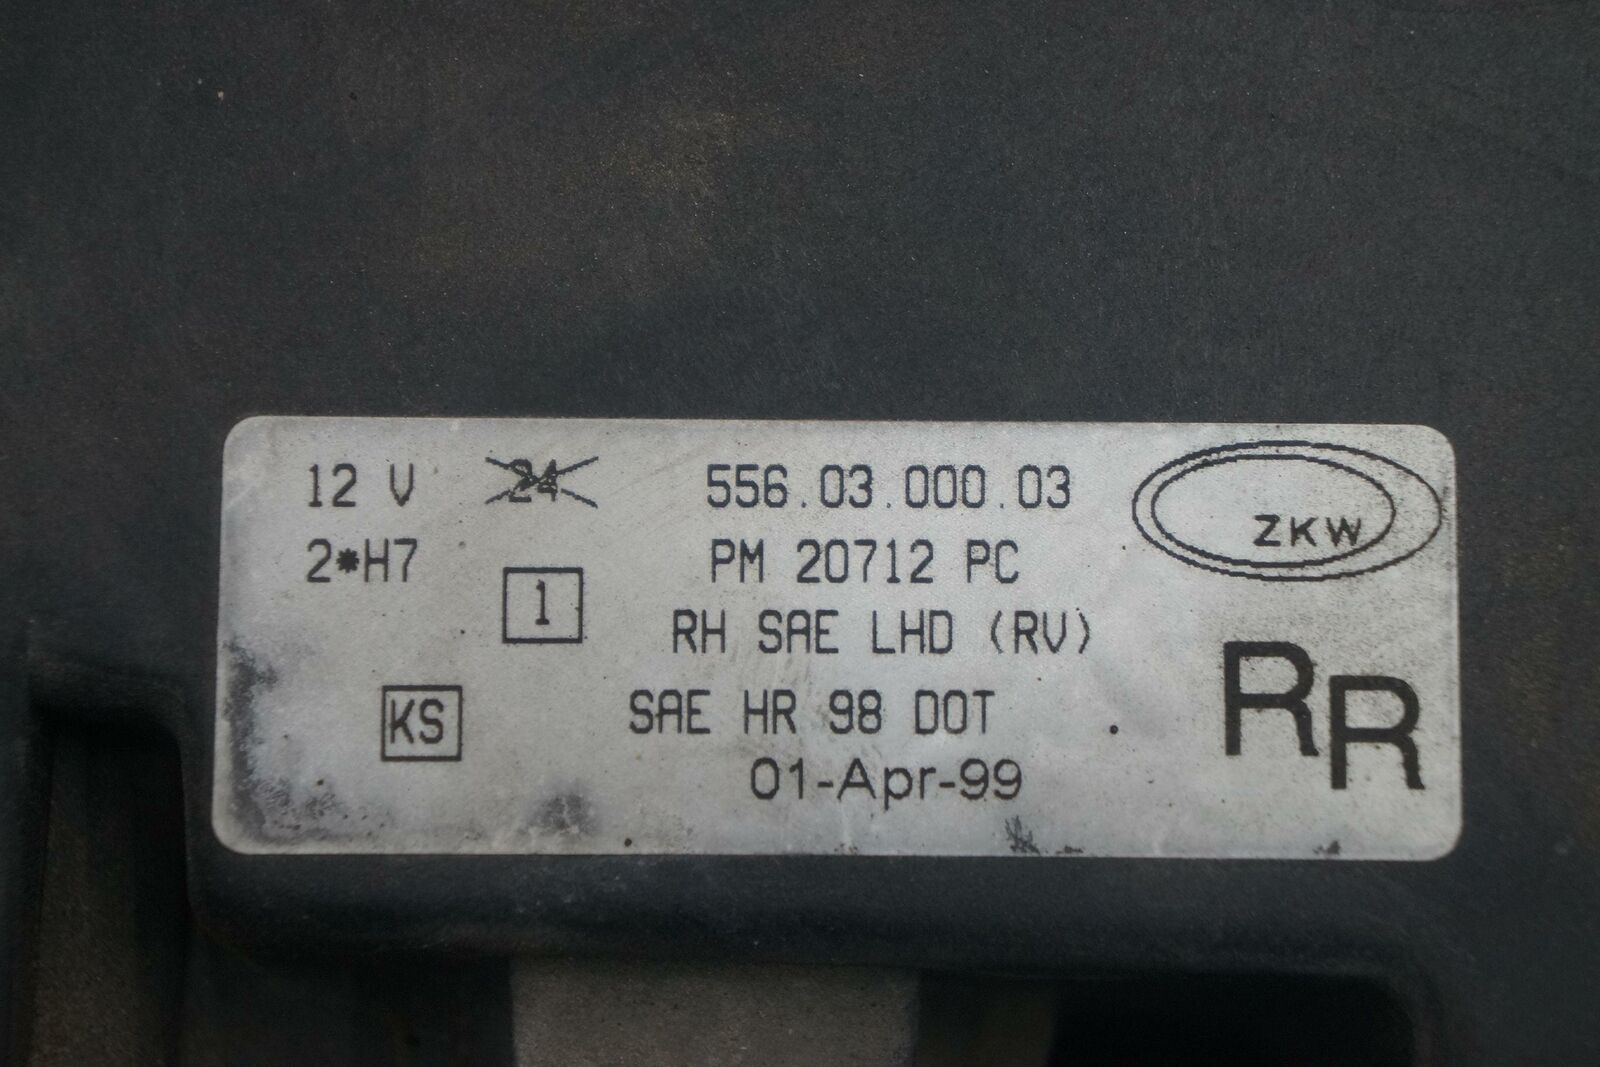 12 V 24 556.03.000.03
ZKW
2*H7 PM 20712 PC
1
RH SAE LHD (RV)
KS SAE HR 98 DOT
RR
01-Apr-99